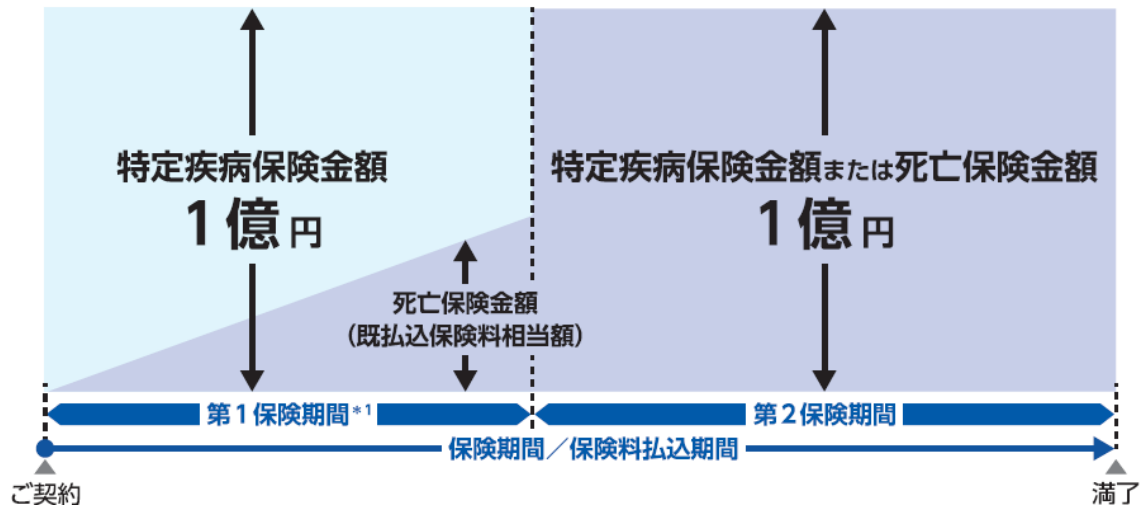 特定疾病保険金額
1億円
特定疾病保険金額または死亡保険金額
1億円
死亡保険金額
（既払込保険料相当額）
第1保険期間*1
第2保険期間
保険期間／保険料払込期間
ご契約
満了